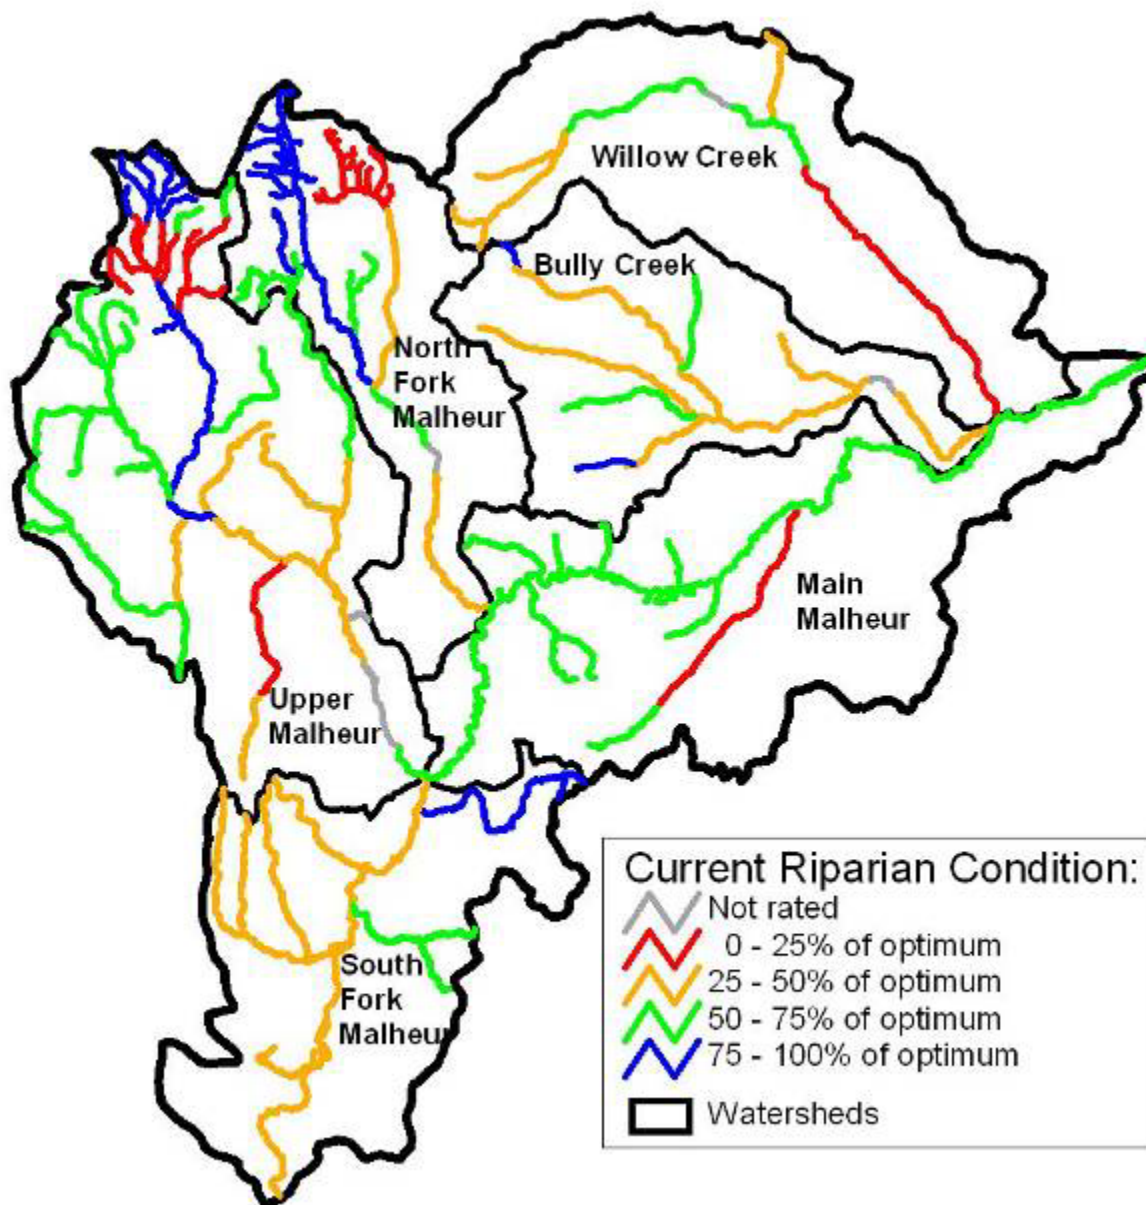 Willow Creek
Bully Creek
North
Fork
Malheur
Main
Malheur
Upper
Malheur
South
Fork
Malheur
Current Riparian Condition:
Not rated
0 - 25% of optimum
25 - 50% of optimum
50 - 75% of optimum
75 - 100% of optimum
Watersheds